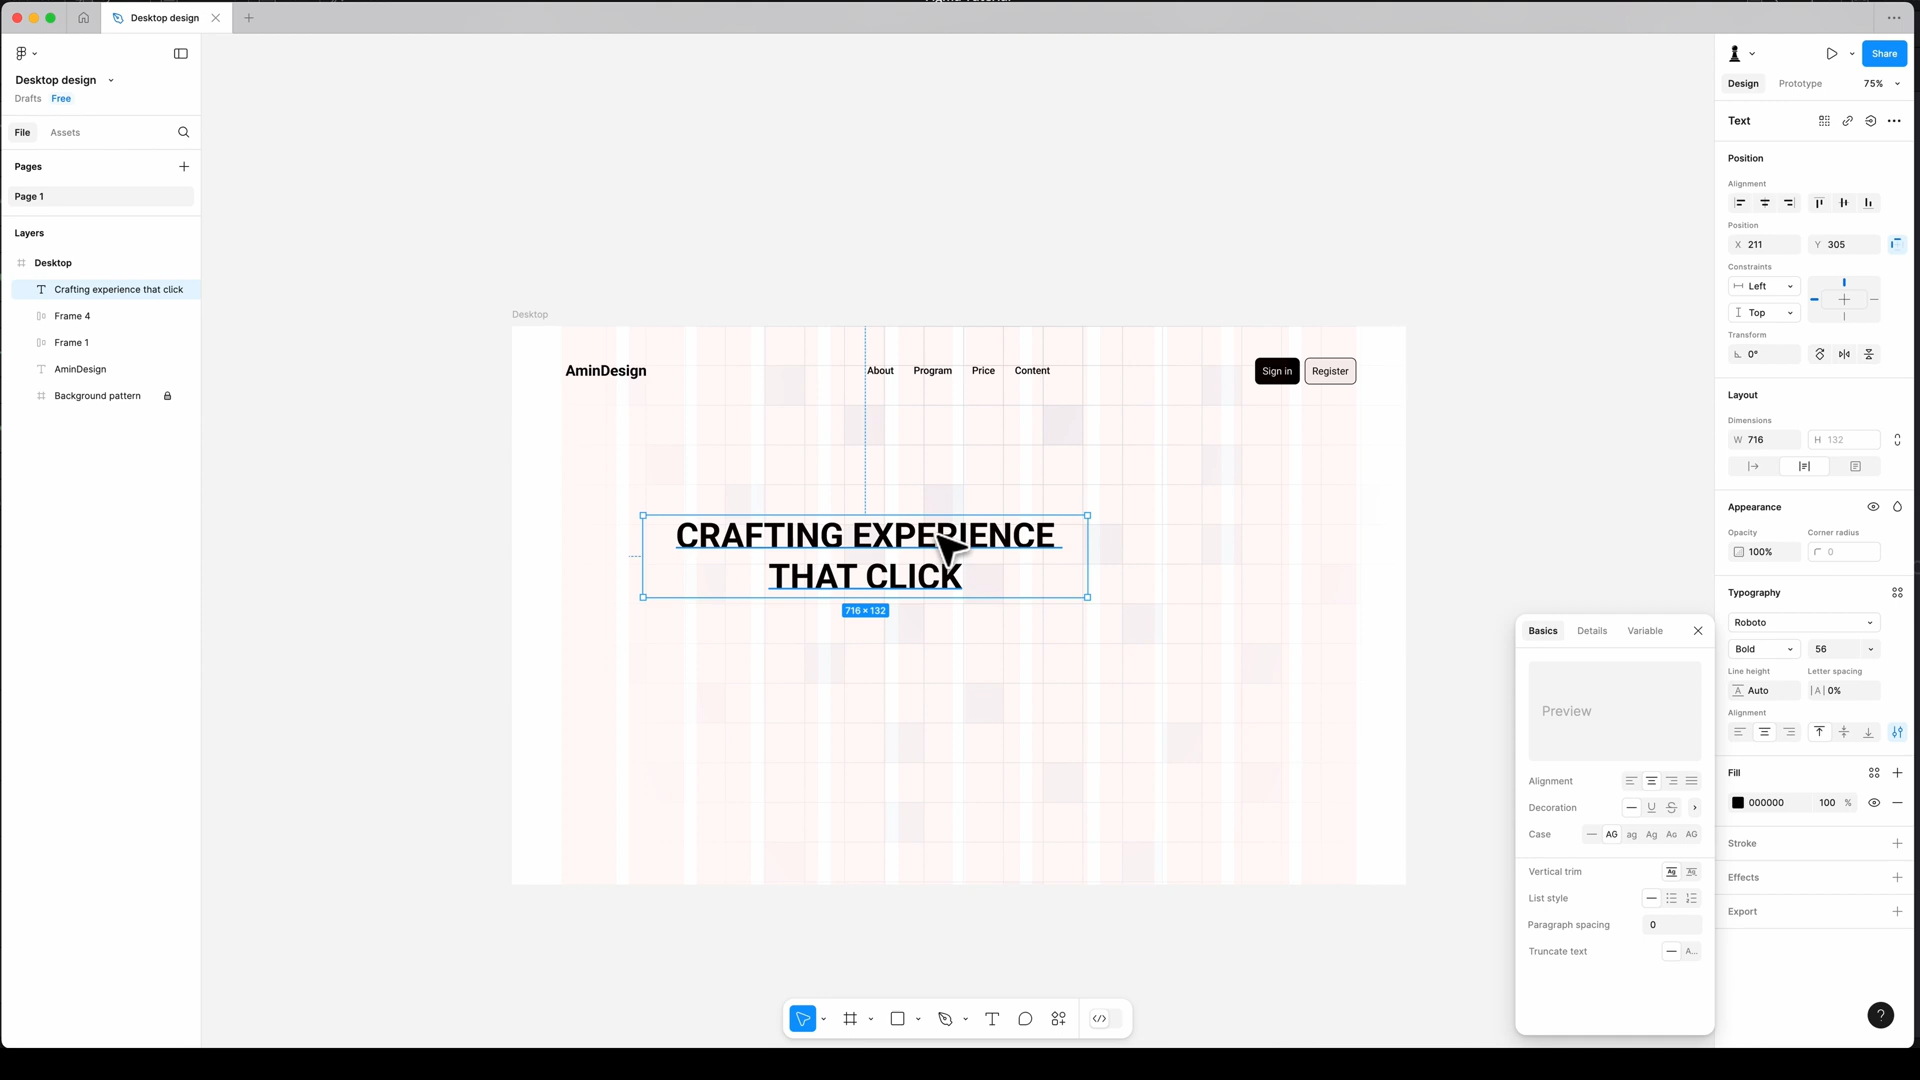 Desktop design
Desktop design
Drafts Free
File Assets
Pages
Page 1
Layers
Desktop
Crafting experience that click
Frame 4
Frame 1
AminDesign
Background pattern
Desktop
AminDesign
About Program Price Content
Sign in Register
CRAFTING EXPERIENCE
THAT CLICK
716 × 132
Share
Design Prototype 75%
Text
Position
Alignment
Position
X 211 Y 305
Constraints
Left
Top
Transform
0°
Layout
Dimensions
W 716 H 132
Appearance
Opacity Corner radius
100% 0
Typography
Roboto
Bold 56
Line height Letter spacing
Auto |A| 0%
Alignment
Fill
000000 100 %
Stroke
Effects
Export
Basics Details Variable
Preview
Alignment
Decoration
Case — AG ag Ag Aɢ AG
Vertical trim Ag Ag
List style
Paragraph spacing 0
Truncate text — A...
?